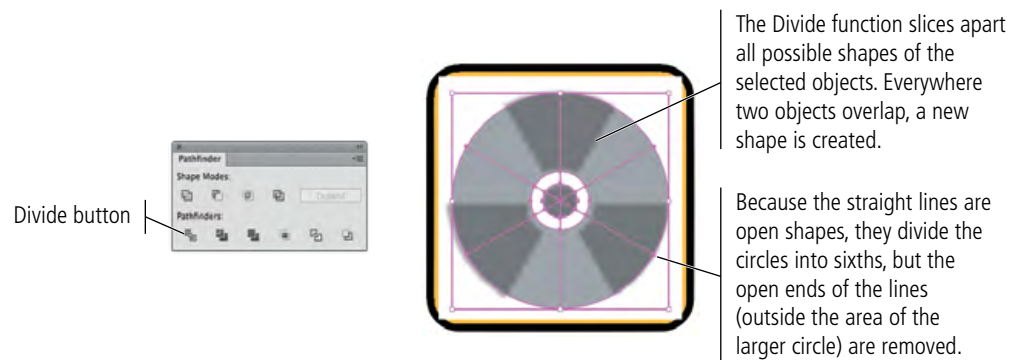 The Divide function slices apart
all possible shapes of the
selected objects. Everywhere
two objects overlap, a new
shape is created.
Pathfinder
Shape Modes:
Expand
Pathfinders:
Divide button
Because the straight lines are
open shapes, they divide the
circles into sixths, but the
open ends of the lines
(outside the area of the
larger circle) are removed.